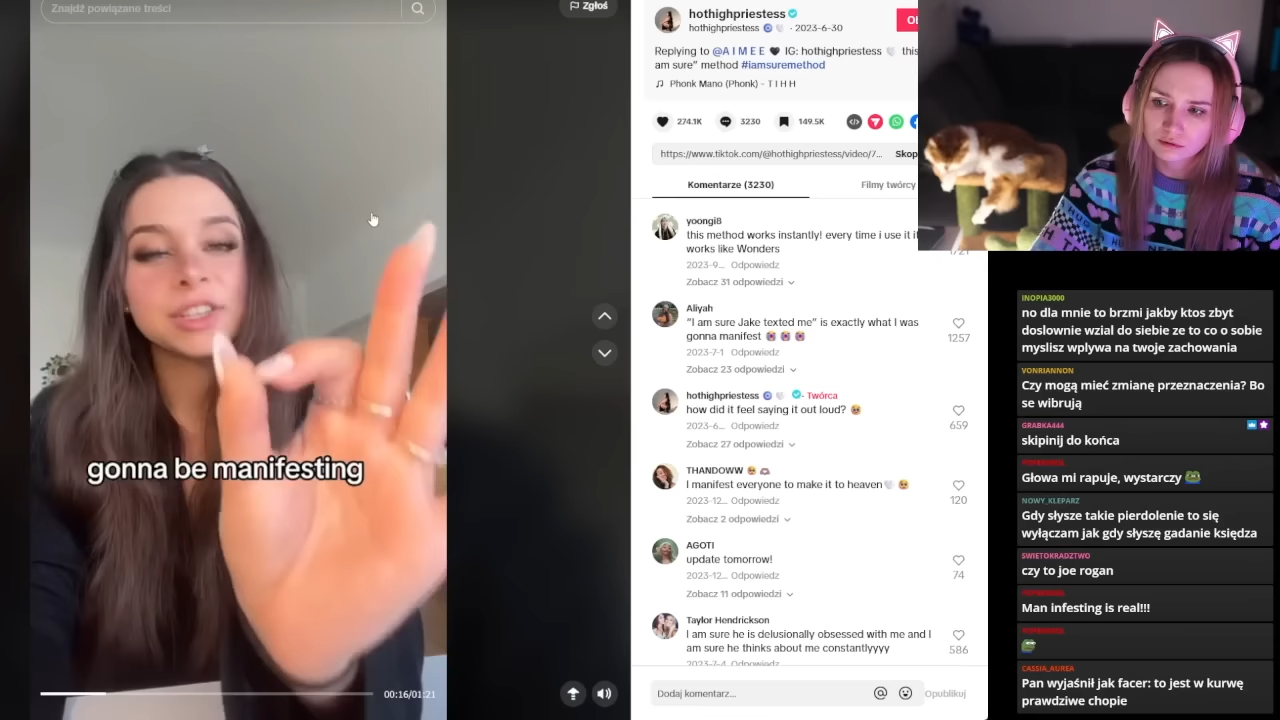 Znajdź powiązane treści
Zgłoś
gonna be manifesting
00:16/01:21
hothighpriestess
hothighpriestess · 2023-6-30
Replying to @A I M E E IG: hothighpriestess this
am sure” method #iamsuremethod
Phonk Mano (Phonk) - T I H H
274.1K 3230 149.5K
https://www.tiktok.com/@hothighpriestess/video/7... Skop
Komentarze (3230) Filmy twórcy
yoongi8
this method works instantly! every time i use it it
works like Wonders
2023-9... Odpowiedz
Zobacz 31 odpowiedzi
Aliyah
“I am sure Jake texted me” is exactly what I was
gonna manifest
1257
2023-7-1 Odpowiedz
Zobacz 23 odpowiedzi
hothighpriestess · Twórca
how did it feel saying it out loud?
659
2023-6... Odpowiedz
Zobacz 27 odpowiedzi
THANDOWW
I manifest everyone to make it to heaven
120
2023-12... Odpowiedz
Zobacz 2 odpowiedzi
AGOTI
update tomorrow!
74
2023-12... Odpowiedz
Zobacz 11 odpowiedzi
Taylor Hendrickson
I am sure he is delusionally obsessed with me and I
am sure he thinks about me constantlyyyy
586
2023-7-4 Odpowiedz
Dodaj komentarz...
Opublikuj
INOPIA3000
no dla mnie to brzmi jakby ktos zbyt
doslownie wzial do siebie ze to co o sobie
myslisz wplywa na twoje zachowania
VONRIANNON
Czy mogą mieć zmianę przeznaczenia? Bo
se wibrują
GRABKA444
skipinij do końca
Głowa mi rapuje, wystarczy
NOWY_KLEPARZ
Gdy słysze takie pierdolenie to się
wyłączam jak gdy słyszę gadanie księdza
SWIETOKRADZTWO
czy to joe rogan
Man infesting is real!!!
CASSIA_AUREA
Pan wyjaśnił jak facer: to jest w kurwę
prawdziwe chopie